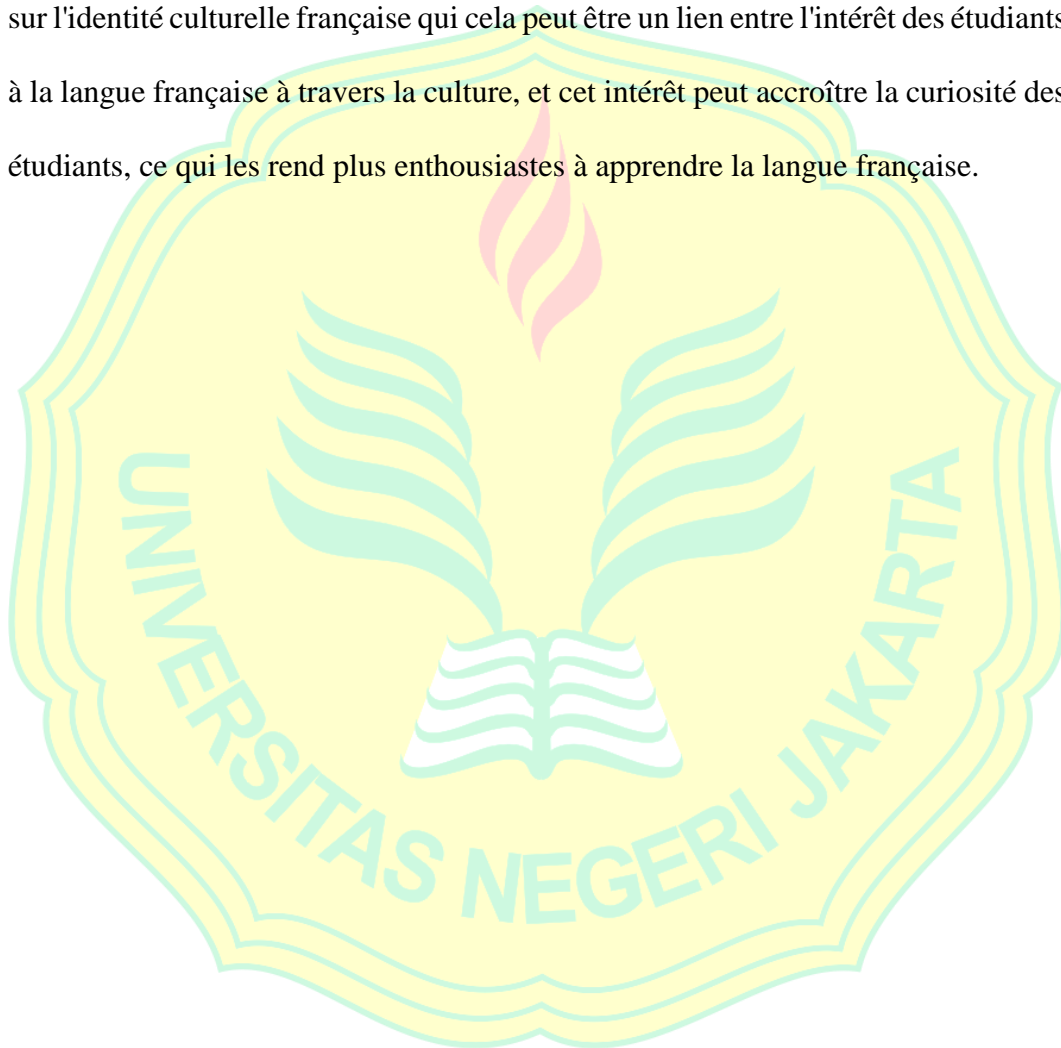 sur l'identité culturelle française qui cela peut être un lien entre l'intérêt des étudiants
à la langue française à travers la culture, et cet intérêt peut accroître la curiosité des
étudiants, ce qui les rend plus enthousiastes à apprendre la langue française.
UNIVERSITAS NEGERI JAKARTA